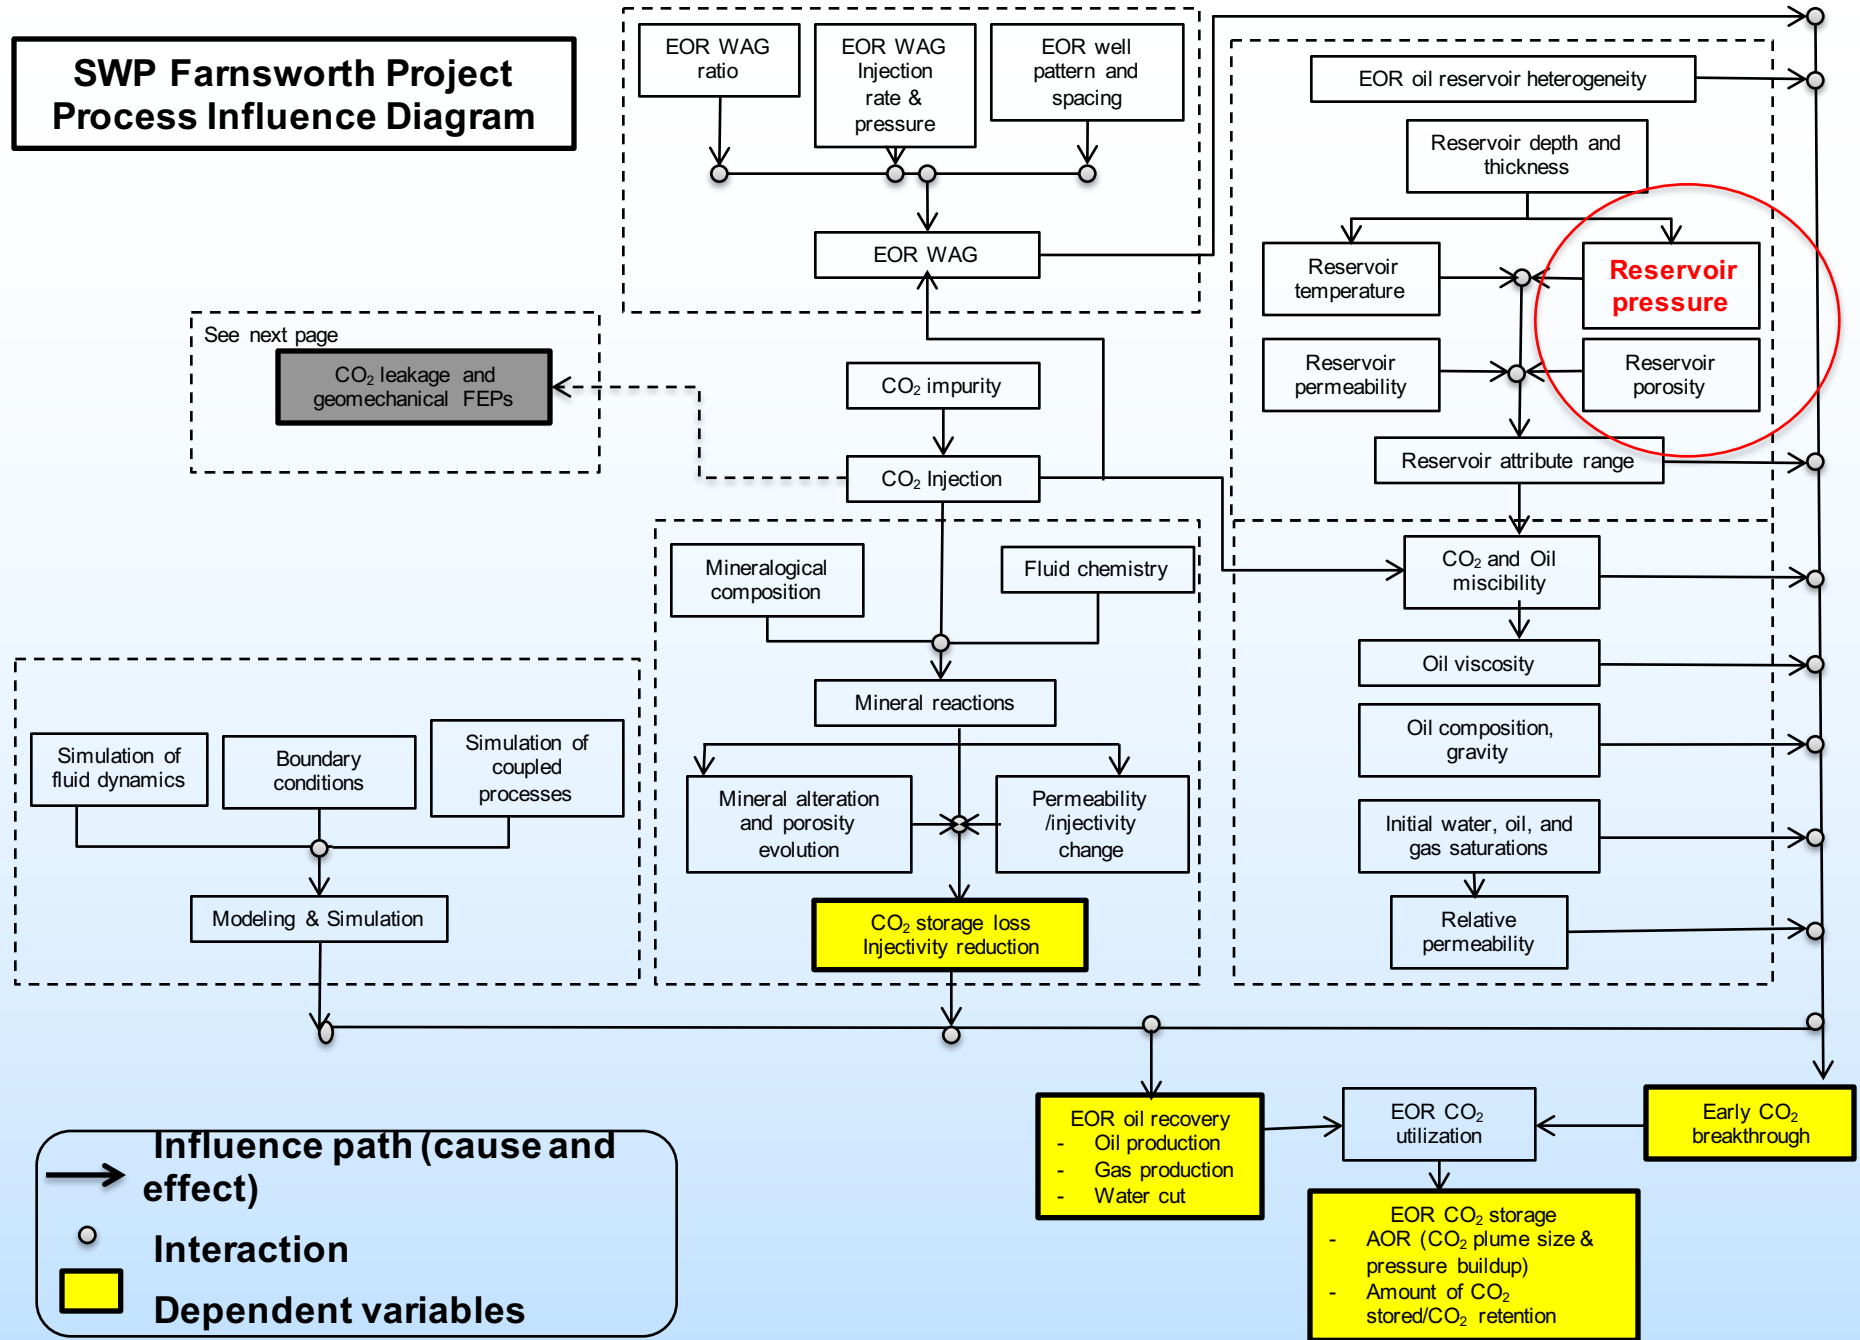 SWP Farnsworth Project
Process Influence Diagram
EOR WAG
ratio
EOR WAG
Injection
rate &
pressure
EOR well
pattern and
spacing
EOR WAG
EOR oil reservoir heterogeneity
Reservoir depth and
thickness
Reservoir
temperature
Reservoir
pressure
Reservoir
permeability
Reservoir
porosity
Reservoir attribute range
See next page
CO₂ leakage and
geomechanical FEPs
CO₂ impurity
CO₂ Injection
Mineralogical
composition
Fluid chemistry
Mineral reactions
Mineral alteration
and porosity
evolution
Permeability
/injectivity
change
CO₂ storage loss
Injectivity reduction
CO₂ and Oil
miscibility
Oil viscosity
Oil composition,
gravity
Initial water, oil, and
gas saturations
Relative
permeability
Simulation of
fluid dynamics
Boundary
conditions
Simulation of
coupled
processes
Modeling & Simulation
EOR oil recovery
- Oil production
- Gas production
- Water cut
EOR CO₂
utilization
Early CO₂
breakthrough
EOR CO₂ storage
- AOR (CO₂ plume size &
pressure buildup)
- Amount of CO₂
stored/CO₂ retention
Influence path (cause and
effect)
Interaction
Dependent variables